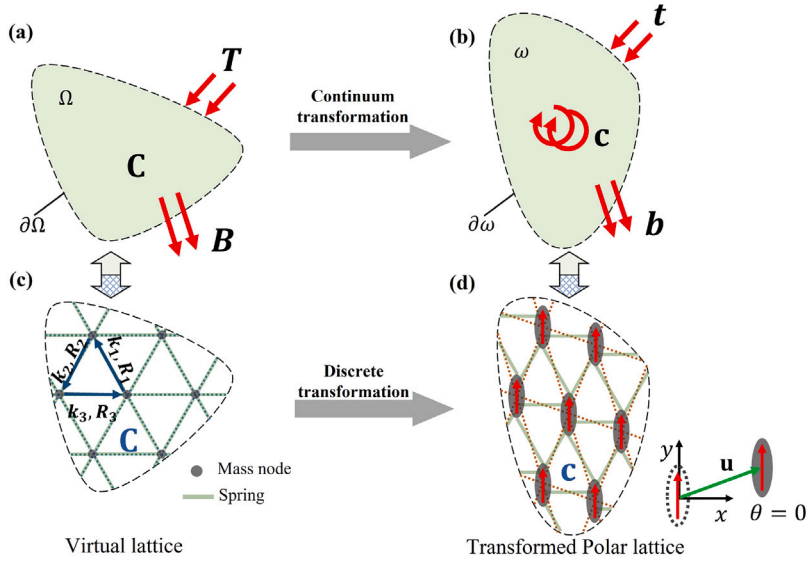 (a)
T
Ω
C
∂Ω
B
Continuum
transformation
(b)
t
ω
c
∂ω
b
(c)
k₂, R₂
k₁, R₁
k₃, R₃
C
Mass node
Spring
Virtual lattice
Discrete
transformation
(d)
c
y
u
x
θ = 0
Transformed Polar lattice